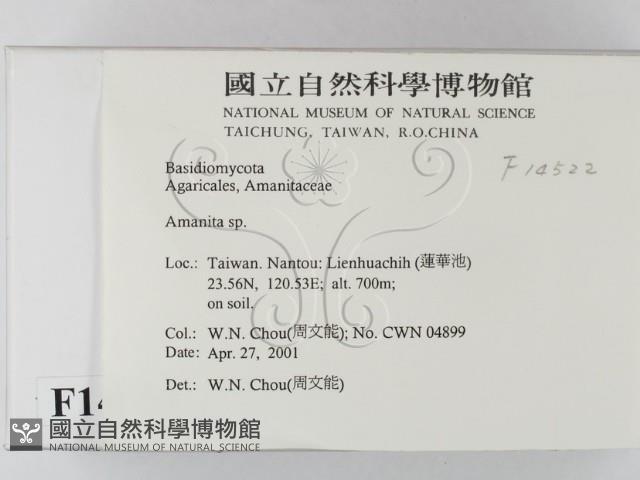 國立自然科學博物館
NATIONAL MUSEUM OF NATURAL SCIENCE
TAICHUNG, TAIWAN, R.O.CHINA
F14522
Basidiomycota
Agaricales, Amanitaceae
Amanita sp.
Loc.: Taiwan. Nantou: Lienhuachih (蓮華池)
23.56N, 120.53E; alt. 700m;
on soil.
Col.: W.N. Chou(周文能); No. CWN 04899
Date: Apr. 27, 2001
Det.: W.N. Chou(周文能)
F14
國立自然科學博物館
NATIONAL MUSEUM OF NATURAL SCIENCE